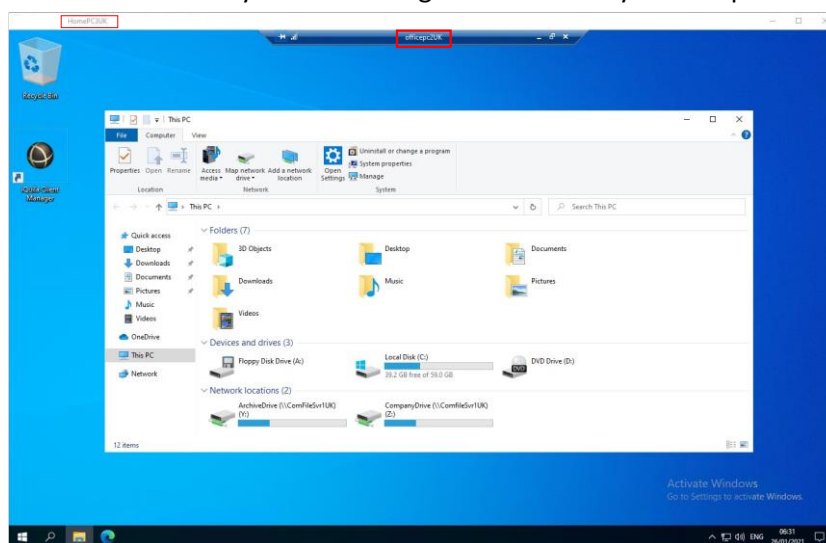 HomePC2UK
officepc2UK
Recycle Bin
iQuila Client
Manager
This PC
File Computer View
Properties Open Rename Access media Map network drive Add a network location Open Settings Uninstall or change a program
System properties
Manage
Location Network System
This PC
Search This PC
Quick access
Desktop
Downloads
Documents
Pictures
Music
Videos
OneDrive
This PC
Network
Folders (7)
3D Objects Desktop Documents
Downloads Music Pictures
Videos
Devices and drives (3)
Floppy Disk Drive (A:) Local Disk (C:) DVD Drive (D:)
39.2 GB free of 59.0 GB
Network locations (2)
ArchiveDrive (\\ComFileSvr1UK) (Y:) CompanyDrive (\\ComfileSvr1UK) (Z:)
12 items
Activate Windows
Go to Settings to activate Windows.
ENG 06:31
26/01/2021